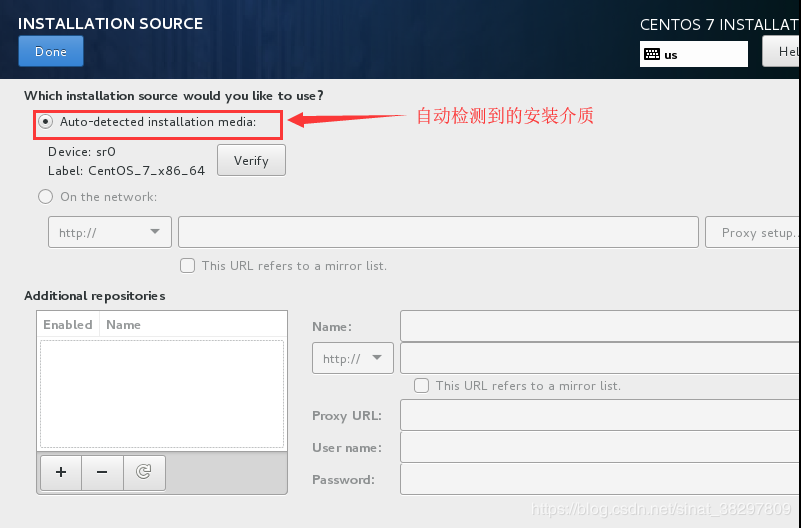 INSTALLATION SOURCE
CENTOS 7 INSTALLAT
Done
us
Hel
Which installation source would you like to use?
Auto-detected installation media:
自动检测到的安装介质
Device: sr0
Label: CentOS_7_x86_64
Verify
On the network:
http://
Proxy setup..
This URL refers to a mirror list.
Additional repositories
Enabled Name
Name:
http://
This URL refers to a mirror list.
Proxy URL:
User name:
Password:
https://blog.csdn.net/sinat_38297809